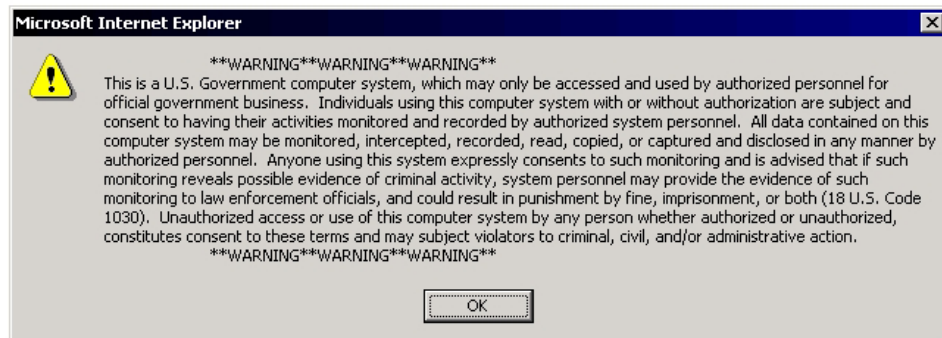 Microsoft Internet Explorer
**WARNING**WARNING**WARNING**
This is a U.S. Government computer system, which may only be accessed and used by authorized personnel for
official government business.  Individuals using this computer system with or without authorization are subject and
consent to having their activities monitored and recorded by authorized system personnel.  All data contained on this
computer system may be monitored, intercepted, recorded, read, copied, or captured and disclosed in any manner by
authorized personnel.  Anyone using this system expressly consents to such monitoring and is advised that if such
monitoring reveals possible evidence of criminal activity, system personnel may provide the evidence of such
monitoring to law enforcement officials, and could result in punishment by fine, imprisonment, or both (18 U.S. Code
1030).  Unauthorized access or use of this computer system by any person whether authorized or unauthorized,
constitutes consent to these terms and may subject violators to criminal, civil, and/or administrative action.
**WARNING**WARNING**WARNING**
OK